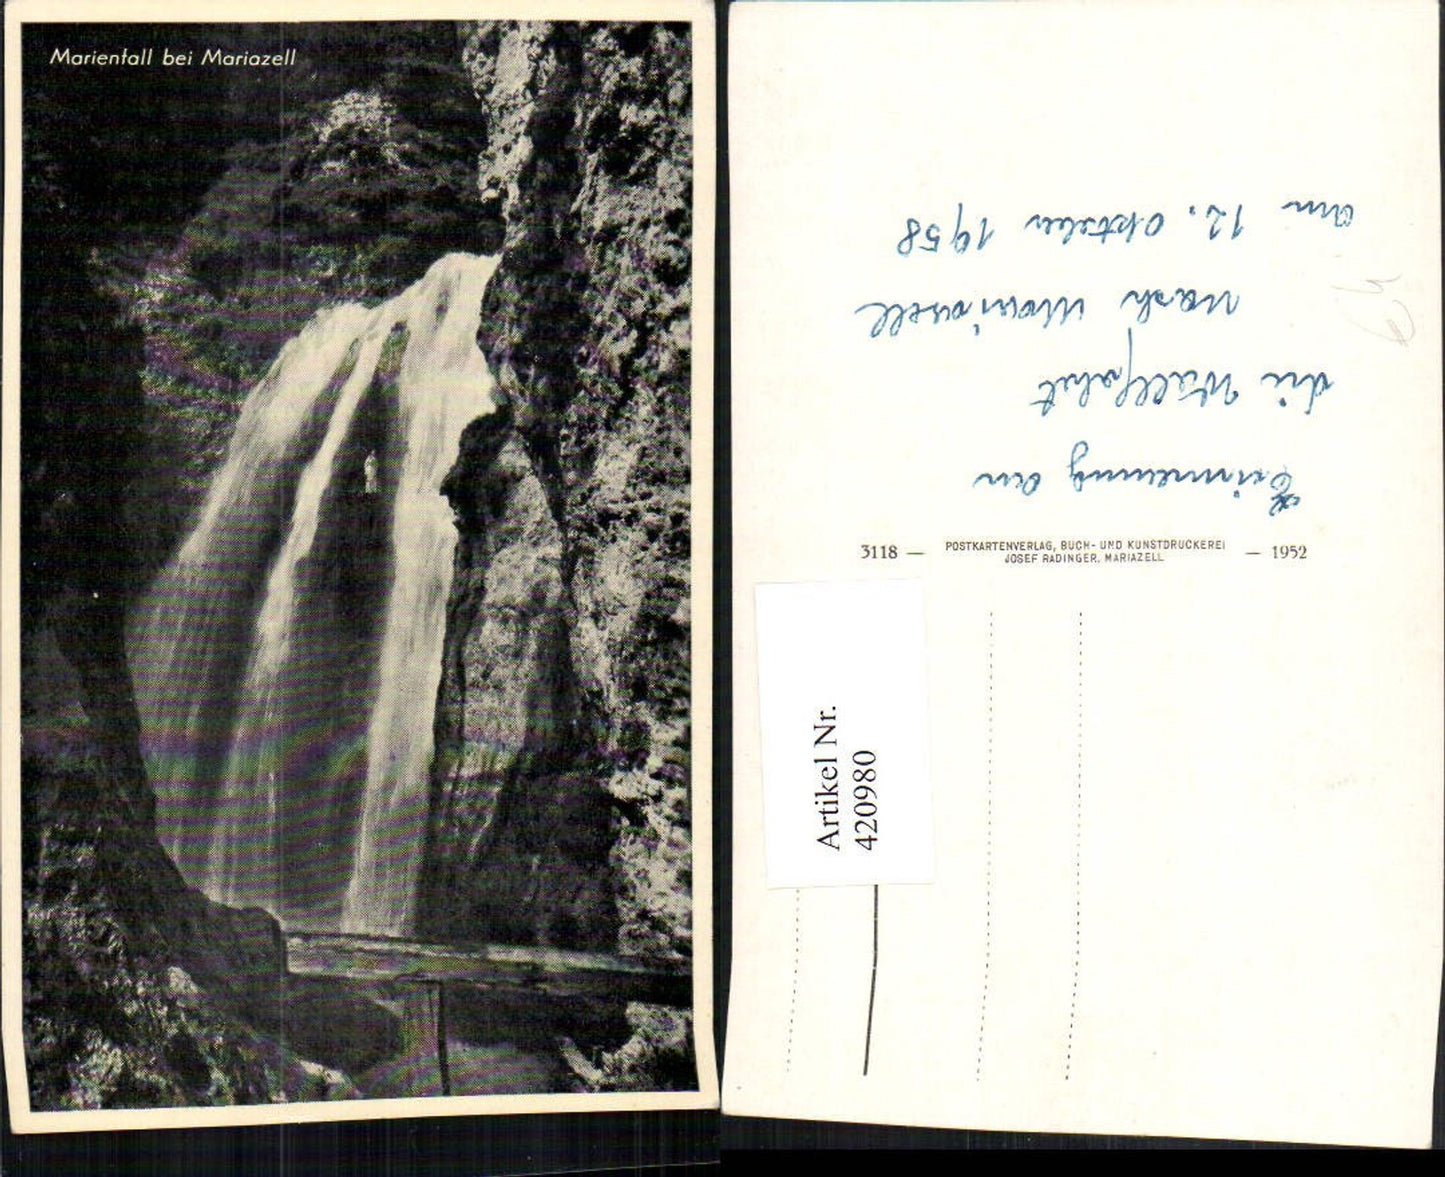 Marienfall bei Mariazell
Erinnerung an
die Wallfahrt
nach Mariazell
am 12. Oktober 1958
3118 — POSTKARTENVERLAG, BUCH- UND KUNSTDRUCKEREI — 1952
JOSEF RADINGER, MARIAZELL
Artikel Nr.
420980